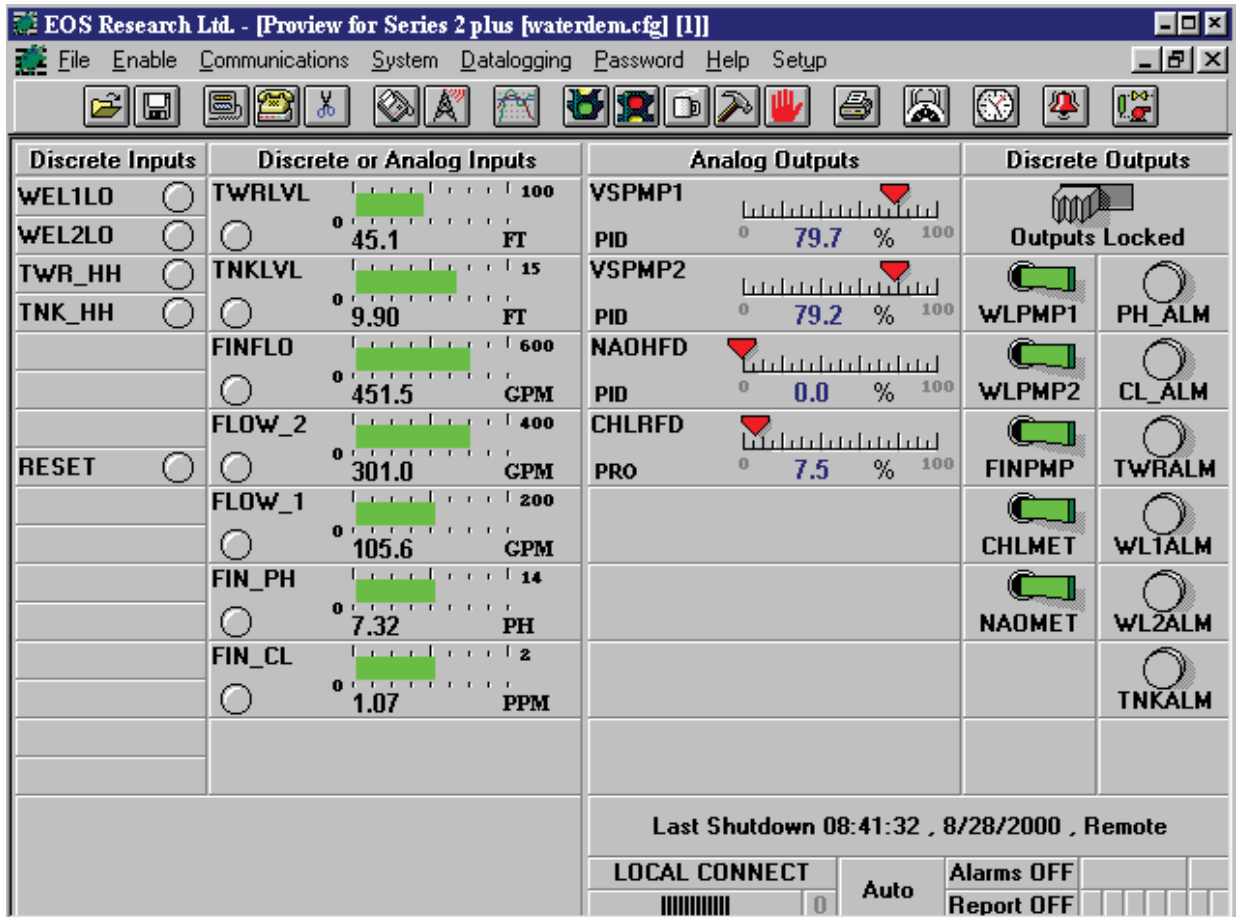 EOS Research Ltd. - [Proview for Series 2 plus [waterdem.cfg] [1]]
File Enable Communications System Datalogging Password Help Setup
Discrete Inputs
WEL1LO
WEL2LO
TWR_HH
TNK_HH
RESET
Discrete or Analog Inputs
TWRLVL 100
0
45.1 FT
TNKLVL 15
0
9.90 FT
FINFLO 600
0
451.5 GPM
FLOW_2 400
0
301.0 GPM
FLOW_1 200
0
105.6 GPM
FIN_PH 14
0
7.32 PH
FIN_CL 2
0
1.07 PPM
Analog Outputs
VSPMP1
PID 0 79.7 % 100
VSPMP2
PID 0 79.2 % 100
NAOHFD
PID 0 0.0 % 100
CHLRFD
PRO 0 7.5 % 100
Discrete Outputs
Outputs Locked
WLPMP1 PH_ALM
WLPMP2 CL_ALM
FINPMP TWRALM
CHLMET WL1ALM
NAOMET WL2ALM
TNKALM
Last Shutdown 08:41:32 , 8/28/2000 , Remote
LOCAL CONNECT
0
Auto
Alarms OFF
Report OFF